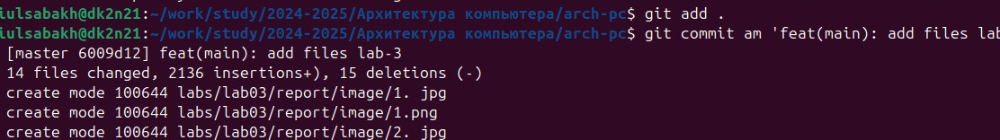 iulsabakh@dk2n21:~/work/study/2024-2025/Архитектура компьютера/arch-pc$ git add .
iulsabakh@dk2n21:~/work/study/2024-2025/Архитектура компьютера/arch-pc$ git commit am 'feat(main): add files lab
[master 6009d12] feat(main): add files lab-3
14 files changed, 2136 insertions+), 15 deletions (-)
create mode 100644 labs/lab03/report/image/1. jpg
create mode 100644 labs/lab03/report/image/1.png
create mode 100644 labs/lab03/report/image/2. jpg